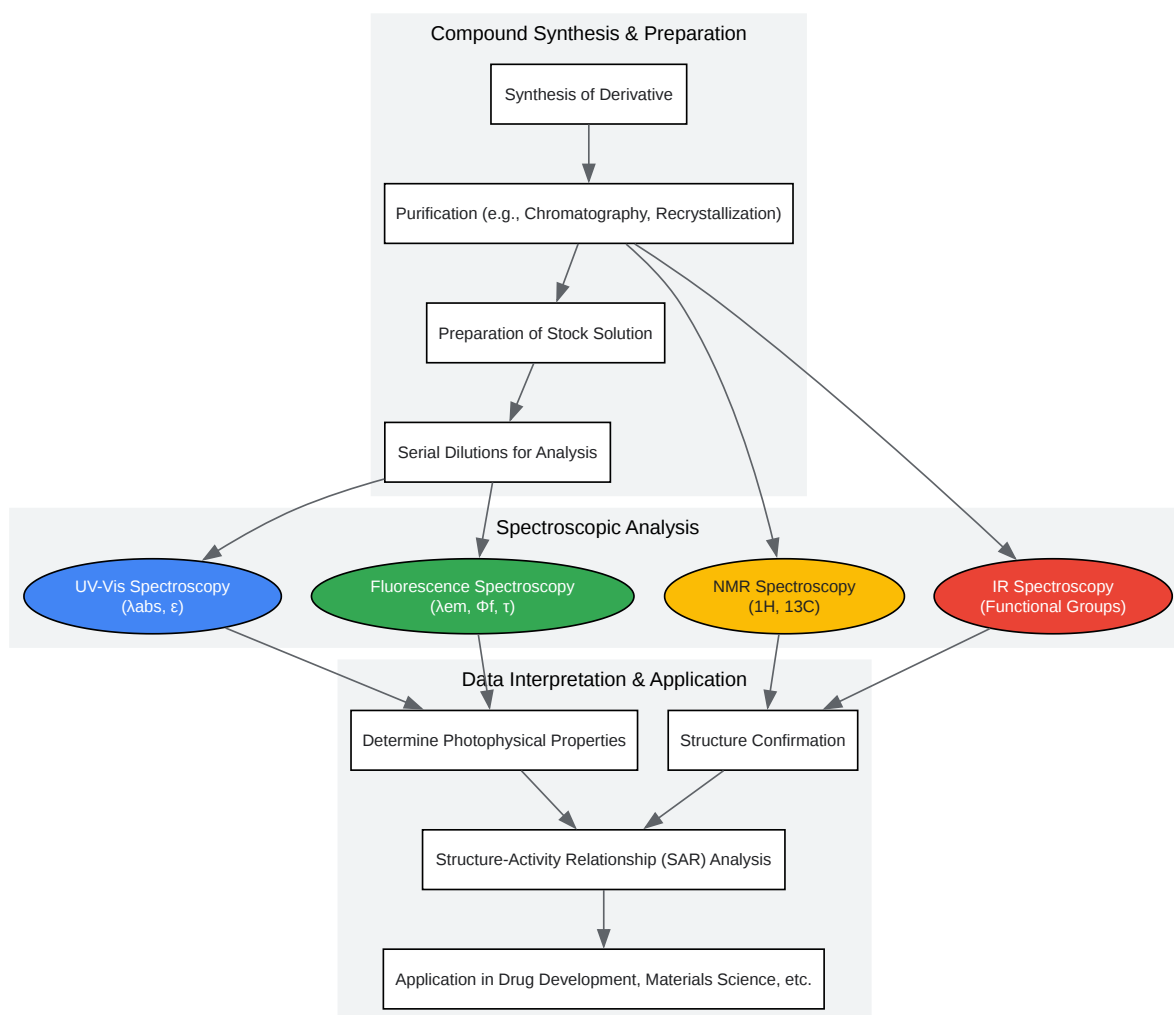 Compound Synthesis & Preparation
Synthesis of Derivative
Purification (e.g., Chromatography, Recrystallization)
Preparation of Stock Solution
Serial Dilutions for Analysis
Spectroscopic Analysis
UV-Vis Spectroscopy
(λabs, ε)
Fluorescence Spectroscopy
(λem, Φf, τ)
NMR Spectroscopy
(1H, 13C)
IR Spectroscopy
(Functional Groups)
Data Interpretation & Application
Determine Photophysical Properties
Structure Confirmation
Structure-Activity Relationship (SAR) Analysis
Application in Drug Development, Materials Science, etc.